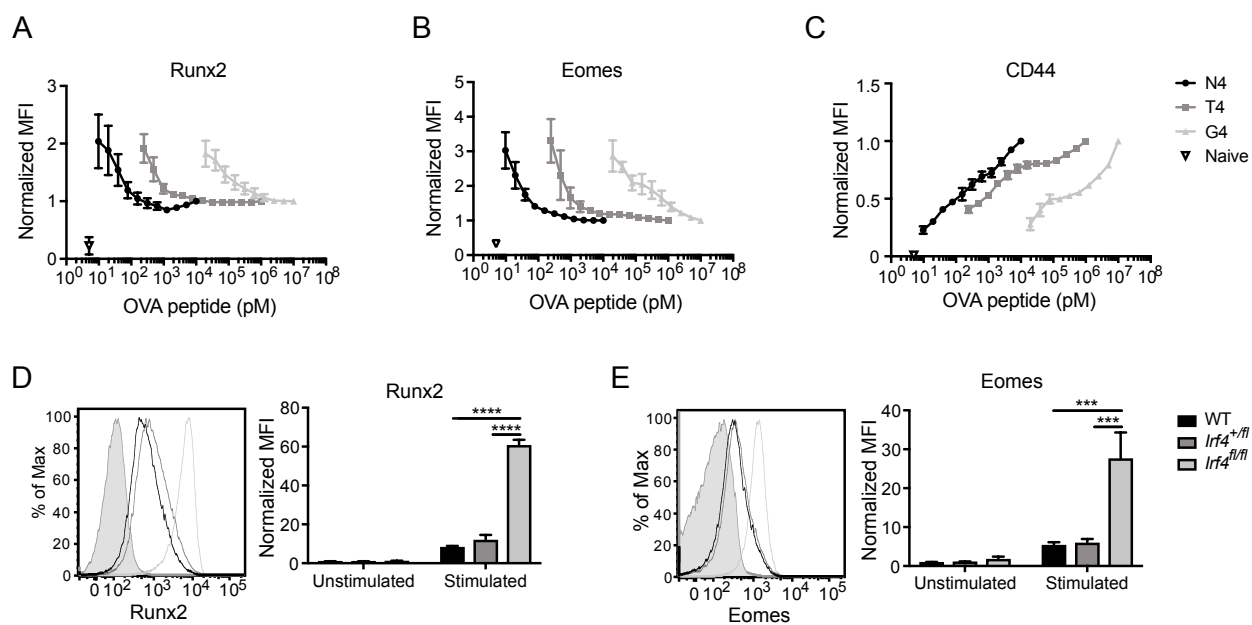 A
Runx2
Normalized MFI
3
2
1
0
10⁰ 10¹ 10² 10³ 10⁴ 10⁵ 10⁶ 10⁷ 10⁸
OVA peptide (pM)
B
Eomes
Normalized MFI
5
4
3
2
1
0
10⁰ 10¹ 10² 10³ 10⁴ 10⁵ 10⁶ 10⁷ 10⁸
OVA peptide (pM)
C
CD44
Normalized MFI
1.5
1.0
0.5
0
10⁰ 10¹ 10² 10³ 10⁴ 10⁵ 10⁶ 10⁷ 10⁸
OVA peptide (pM)
N4
T4
G4
Naive
D
% of Max
100
80
60
40
20
0
0 10² 10³ 10⁴ 10⁵
Runx2
Runx2
Normalized MFI
80
60
40
20
0
****
****
Unstimulated Stimulated
E
% of Max
100
80
60
40
20
0
0 10² 10³ 10⁴ 10⁵
Eomes
Eomes
Normalized MFI
40
30
20
10
0
***
***
Unstimulated Stimulated
WT
Irf4⁺/ᶠˡ
Irf4ᶠˡ/ᶠˡ